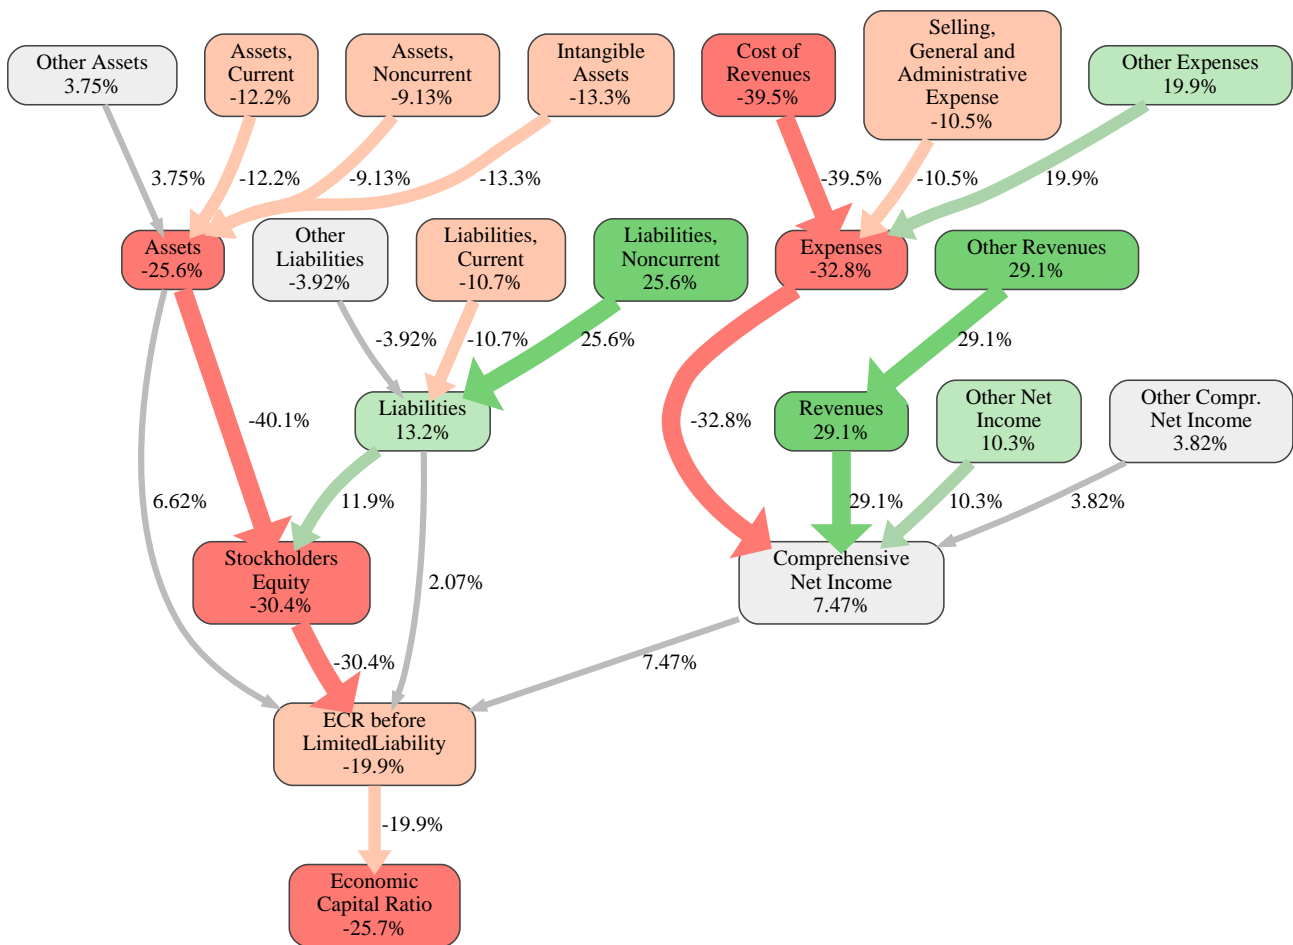 Other Assets
3.75%
Assets,
Current
-12.2%
Assets,
Noncurrent
-9.13%
Intangible
Assets
-13.3%
Cost of
Revenues
-39.5%
Selling,
General and
Administrative
Expense
-10.5%
Other Expenses
19.9%
3.75%
-12.2%
-9.13%
-13.3%
-39.5%
-10.5%
19.9%
Assets
-25.6%
Other
Liabilities
-3.92%
Liabilities,
Current
-10.7%
Liabilities,
Noncurrent
25.6%
Expenses
-32.8%
Other Revenues
29.1%
-3.92%
-10.7%
25.6%
29.1%
-40.1%
Liabilities
13.2%
-32.8%
Revenues
29.1%
Other Net
Income
10.3%
Other Compr.
Net Income
3.82%
6.62%
11.9%
29.1%
10.3%
3.82%
Stockholders
Equity
-30.4%
2.07%
Comprehensive
Net Income
7.47%
-30.4%
7.47%
ECR before
LimitedLiability
-19.9%
-19.9%
Economic
Capital Ratio
-25.7%